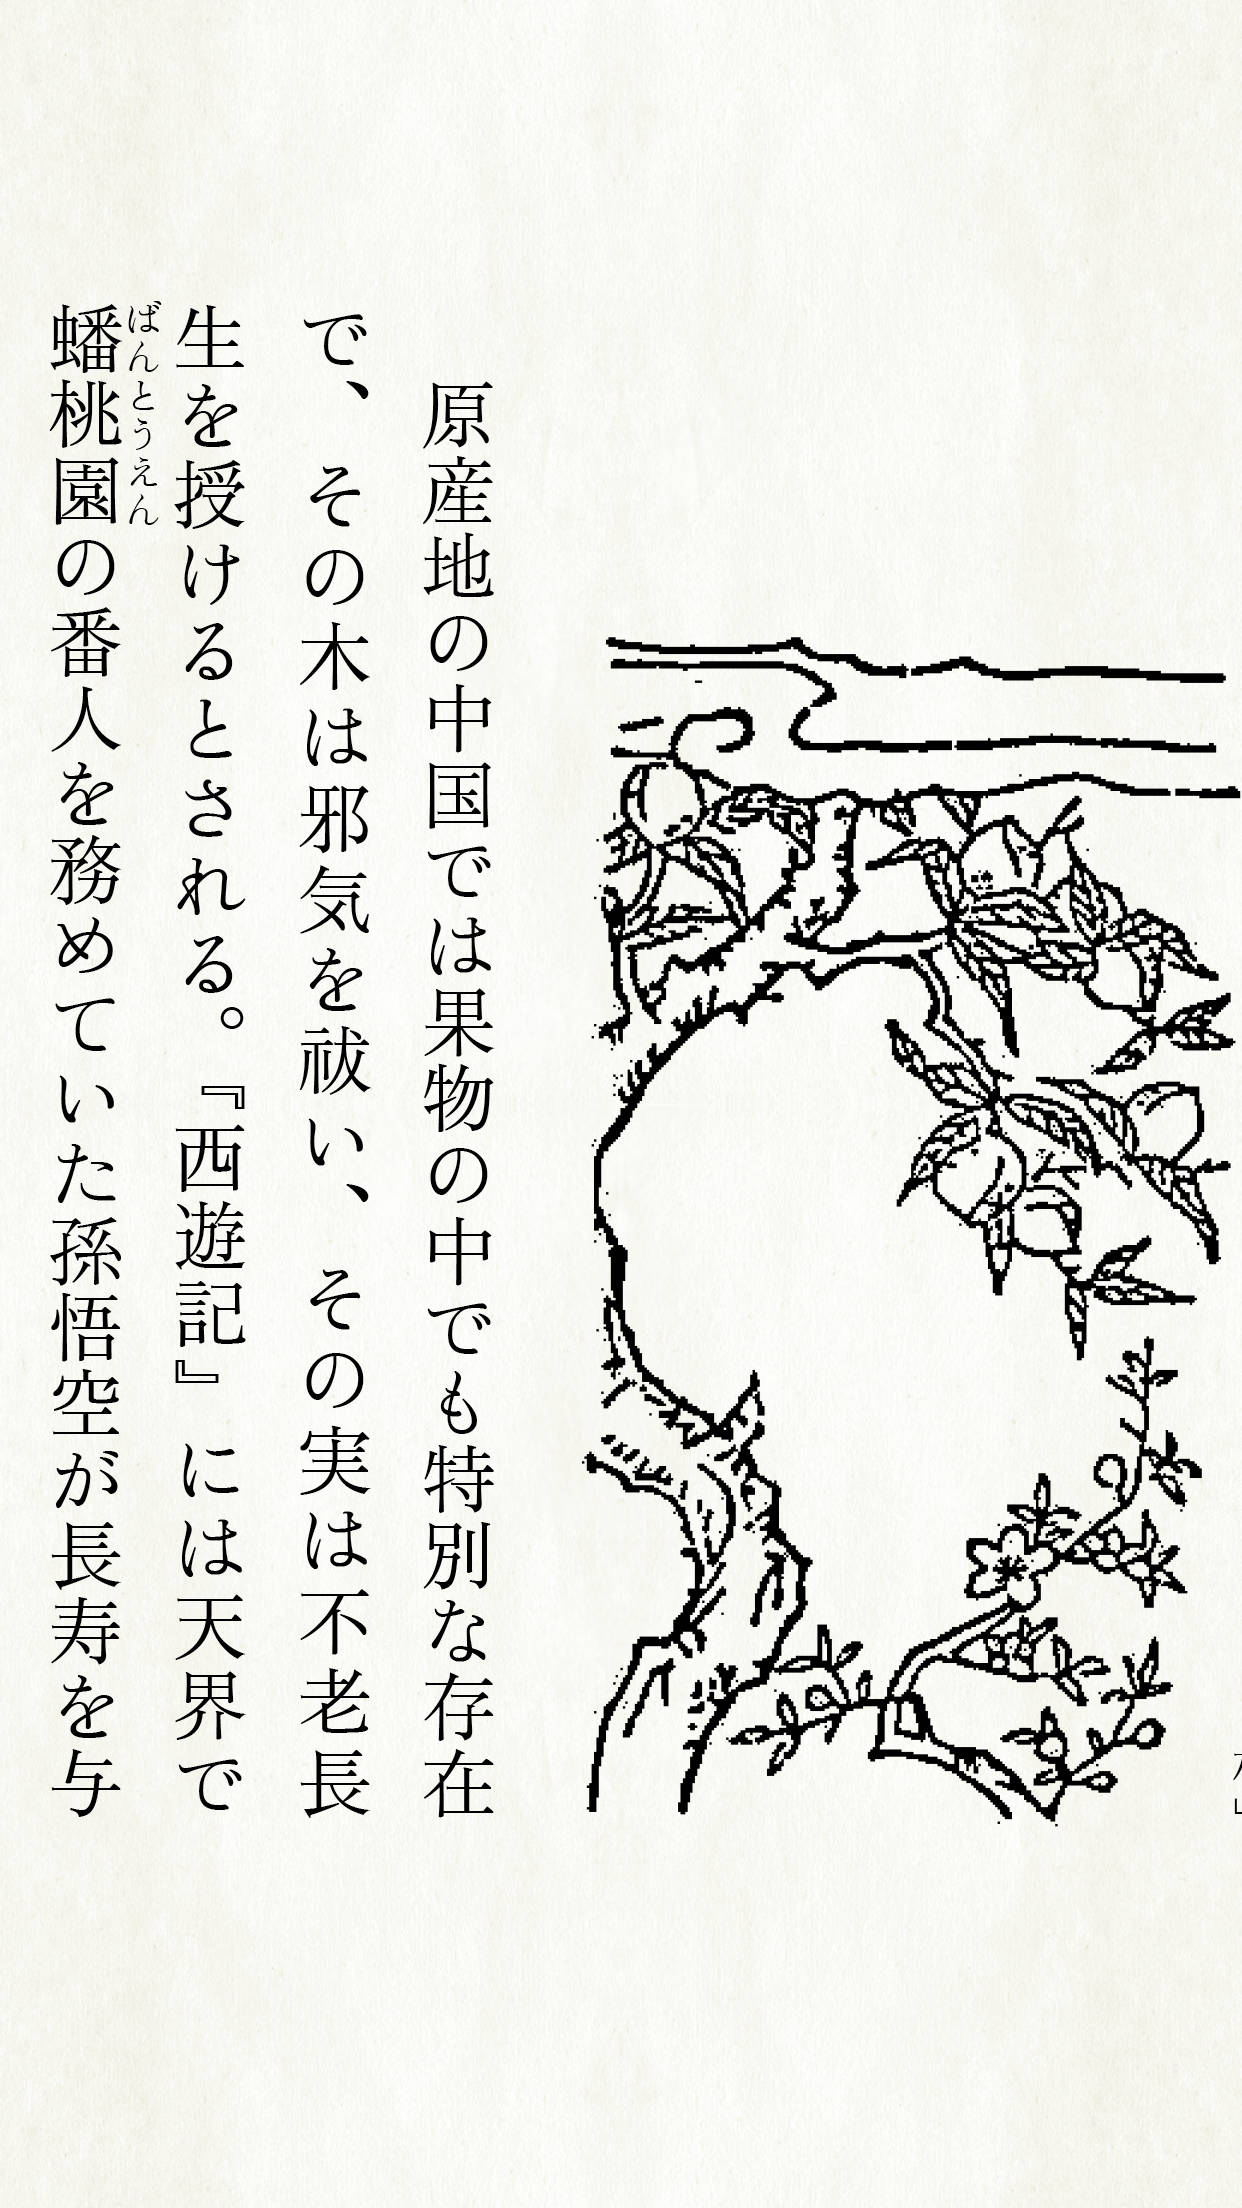 原産地の中国では果物の中でも特別な存在
で、その木は邪気を祓い、その実は不老長
生を授けるとされる。『西遊記』には天界で
蟠桃園の番人を務めていた孫悟空が長寿を与
ばんとうえん